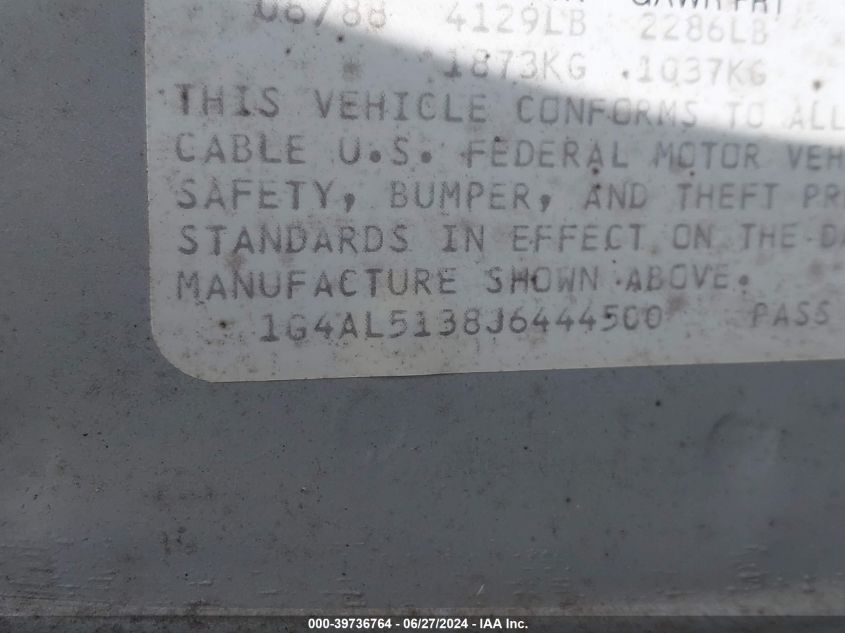 GAWR FRT
06/88 4129LB 2286LB
1873KG 1037KG
THIS VEHICLE CONFORMS TO ALL
CABLE U.S. FEDERAL MOTOR VEH
SAFETY, BUMPER, AND THEFT PR
STANDARDS IN EFFECT ON THE DA
MANUFACTURE SHOWN ABOVE.
1G4AL5138J6444500 PASS
000-39736764 - 06/27/2024 - IAA Inc.